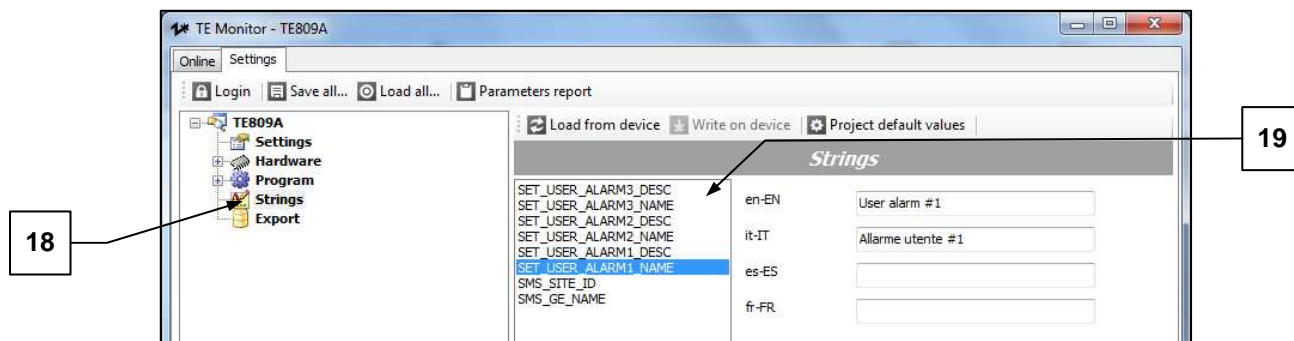 TE Monitor - TE809A
Online Settings
Login Save all... Load all... Parameters report
TE809A
Settings
Hardware
Program
Strings
Export
Load from device Write on device Project default values
Strings
SET_USER_ALARM3_DESC
SET_USER_ALARM3_NAME
SET_USER_ALARM2_DESC
SET_USER_ALARM2_NAME
SET_USER_ALARM1_DESC
SET_USER_ALARM1_NAME
SMS_SITE_ID
SMS_GE_NAME
en-EN User alarm #1
it-IT Allarme utente #1
es-ES
fr-FR
18
19